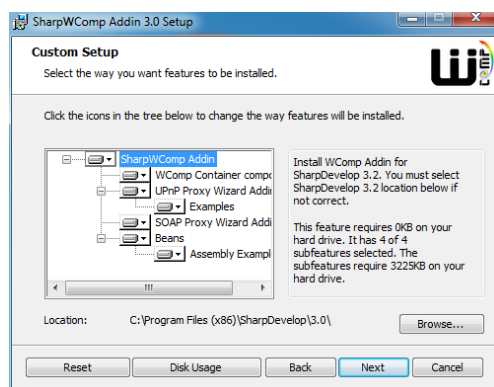 SharpWComp Addin 3.0 Setup
Custom Setup
Select the way you want features to be installed.
Click the icons in the tree below to change the way features will be installed.
SharpWComp Addin
WComp Container compo
UPnP Proxy Wizard Addi
Examples
SOAP Proxy Wizard Addi
Beans
Assembly Exampl
Install WComp Addin for
SharpDevelop 3.2. You must select
SharpDevelop 3.2 location below if
not correct.
This feature requires 0KB on your
hard drive. It has 4 of 4
subfeatures selected. The
subfeatures require 3225KB on your
hard drive.
Location: C:\Program Files (x86)\SharpDevelop\3.0\
Browse...
Reset Disk Usage Back Next Cancel